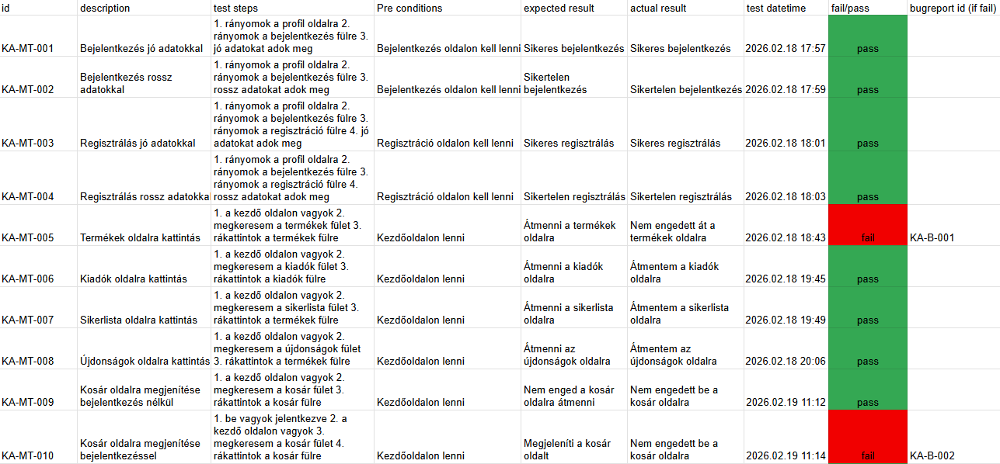 id description test steps Pre conditions expected result actual result test datetime fail/pass bugreport id (if fail)
1. rányomok a profil oldalra 2.
rányomok a bejelentkezés fülre 3.
KA-MT-001 Bejelentkezés jó adatokkal jó adatokat adok meg Bejelentkezés oldalon kell lenni Sikeres bejelentkezés Sikeres bejelentkezés 2026.02.18 17:57 pass
1. rányomok a profil oldalra 2.
Bejelentkezés rossz rányomok a bejelentkezés fülre 3. Sikertelen
KA-MT-002 adatokkal rossz adatokat adok meg Bejelentkezés oldalon kell lenni bejelentkezés Sikertelen bejelentkezés 2026.02.18 17:59 pass
1. rányomok a profil oldalra 2.
rányomok a bejelentkezés fülre 3.
rányomok a regisztráció fülre 4. jó
KA-MT-003 Regisztrálás jó adatokkal adatokat adok meg Regisztráció oldalon kell lenni Sikeres regisztrálás Sikeres regisztrálás 2026.02.18 18:01 pass
1. rányomok a profil oldalra 2.
rányomok a bejelentkezés fülre 3.
rányomok a regisztráció fülre 4.
KA-MT-004 Regisztrálás rossz adatokka rossz adatokat adok meg Regisztráció oldalon kell lenni Sikertelen regisztrálás Sikertelen regisztrálás 2026.02.18 18:03 pass
1. a kezdő oldalon vagyok 2.
megkeresem a termékek fület 3. Átmenni a termékek Nem engedett át a
KA-MT-005 Termékek oldalra kattintás rákattintok a termékek fülre Kezdőoldalon lenni oldalra termékek oldalra 2026.02.18 18:43 fail KA-B-001
1. a kezdő oldalon vagyok 2.
megkeresem a kiadók fület 3. Átmenni a kiadók Átmentem a kiadók
KA-MT-006 Kiadók oldalra kattintás rákattintok a kiadók fülre Kezdőoldalon lenni oldalra oldalra 2026.02.18 19:45 pass
1. a kezdő oldalon vagyok 2.
megkeresem a sikerlista fület 3. Átmenni a sikerlista Átmentem a sikerlista
KA-MT-007 Sikerlista oldalra kattintás rákattintok a termékek fülre Kezdőoldalon lenni oldalra oldalra 2026.02.18 19:49 pass
1. a kezdő oldalon vagyok 2.
megkeresem a újdonságok fület Átmenni az Átmentem az
KA-MT-008 Újdonságok oldalra kattintás 3. rákattintok a termékek fülre Kezdőoldalon lenni újdonságok oldalra újdonságok oldalra 2026.02.18 20:06 pass
1. a kezdő oldalon vagyok 2.
Kosár oldalra megjenítése megkeresem a kosár fület 3. Nem enged a kosár Nem engedett be a
KA-MT-009 bejelentkezés nélkül rákattintok a kosár fülre Kezdőoldalon lenni oldalra átmenni kosár oldalra 2026.02.19 11:12 pass
1. be vagyok jelentkezve 2. a
kezdő oldalon vagyok 3.
Kosár oldalra megjenítése megkeresem a kosár fület 4. Megjeleníti a kosár Nem engedett be a
KA-MT-010 bejelentkezéssel rákattintok a kosár fülre Kezdőoldalon lenni oldalt kosár oldalra 2026.02.19 11:14 fail KA-B-002